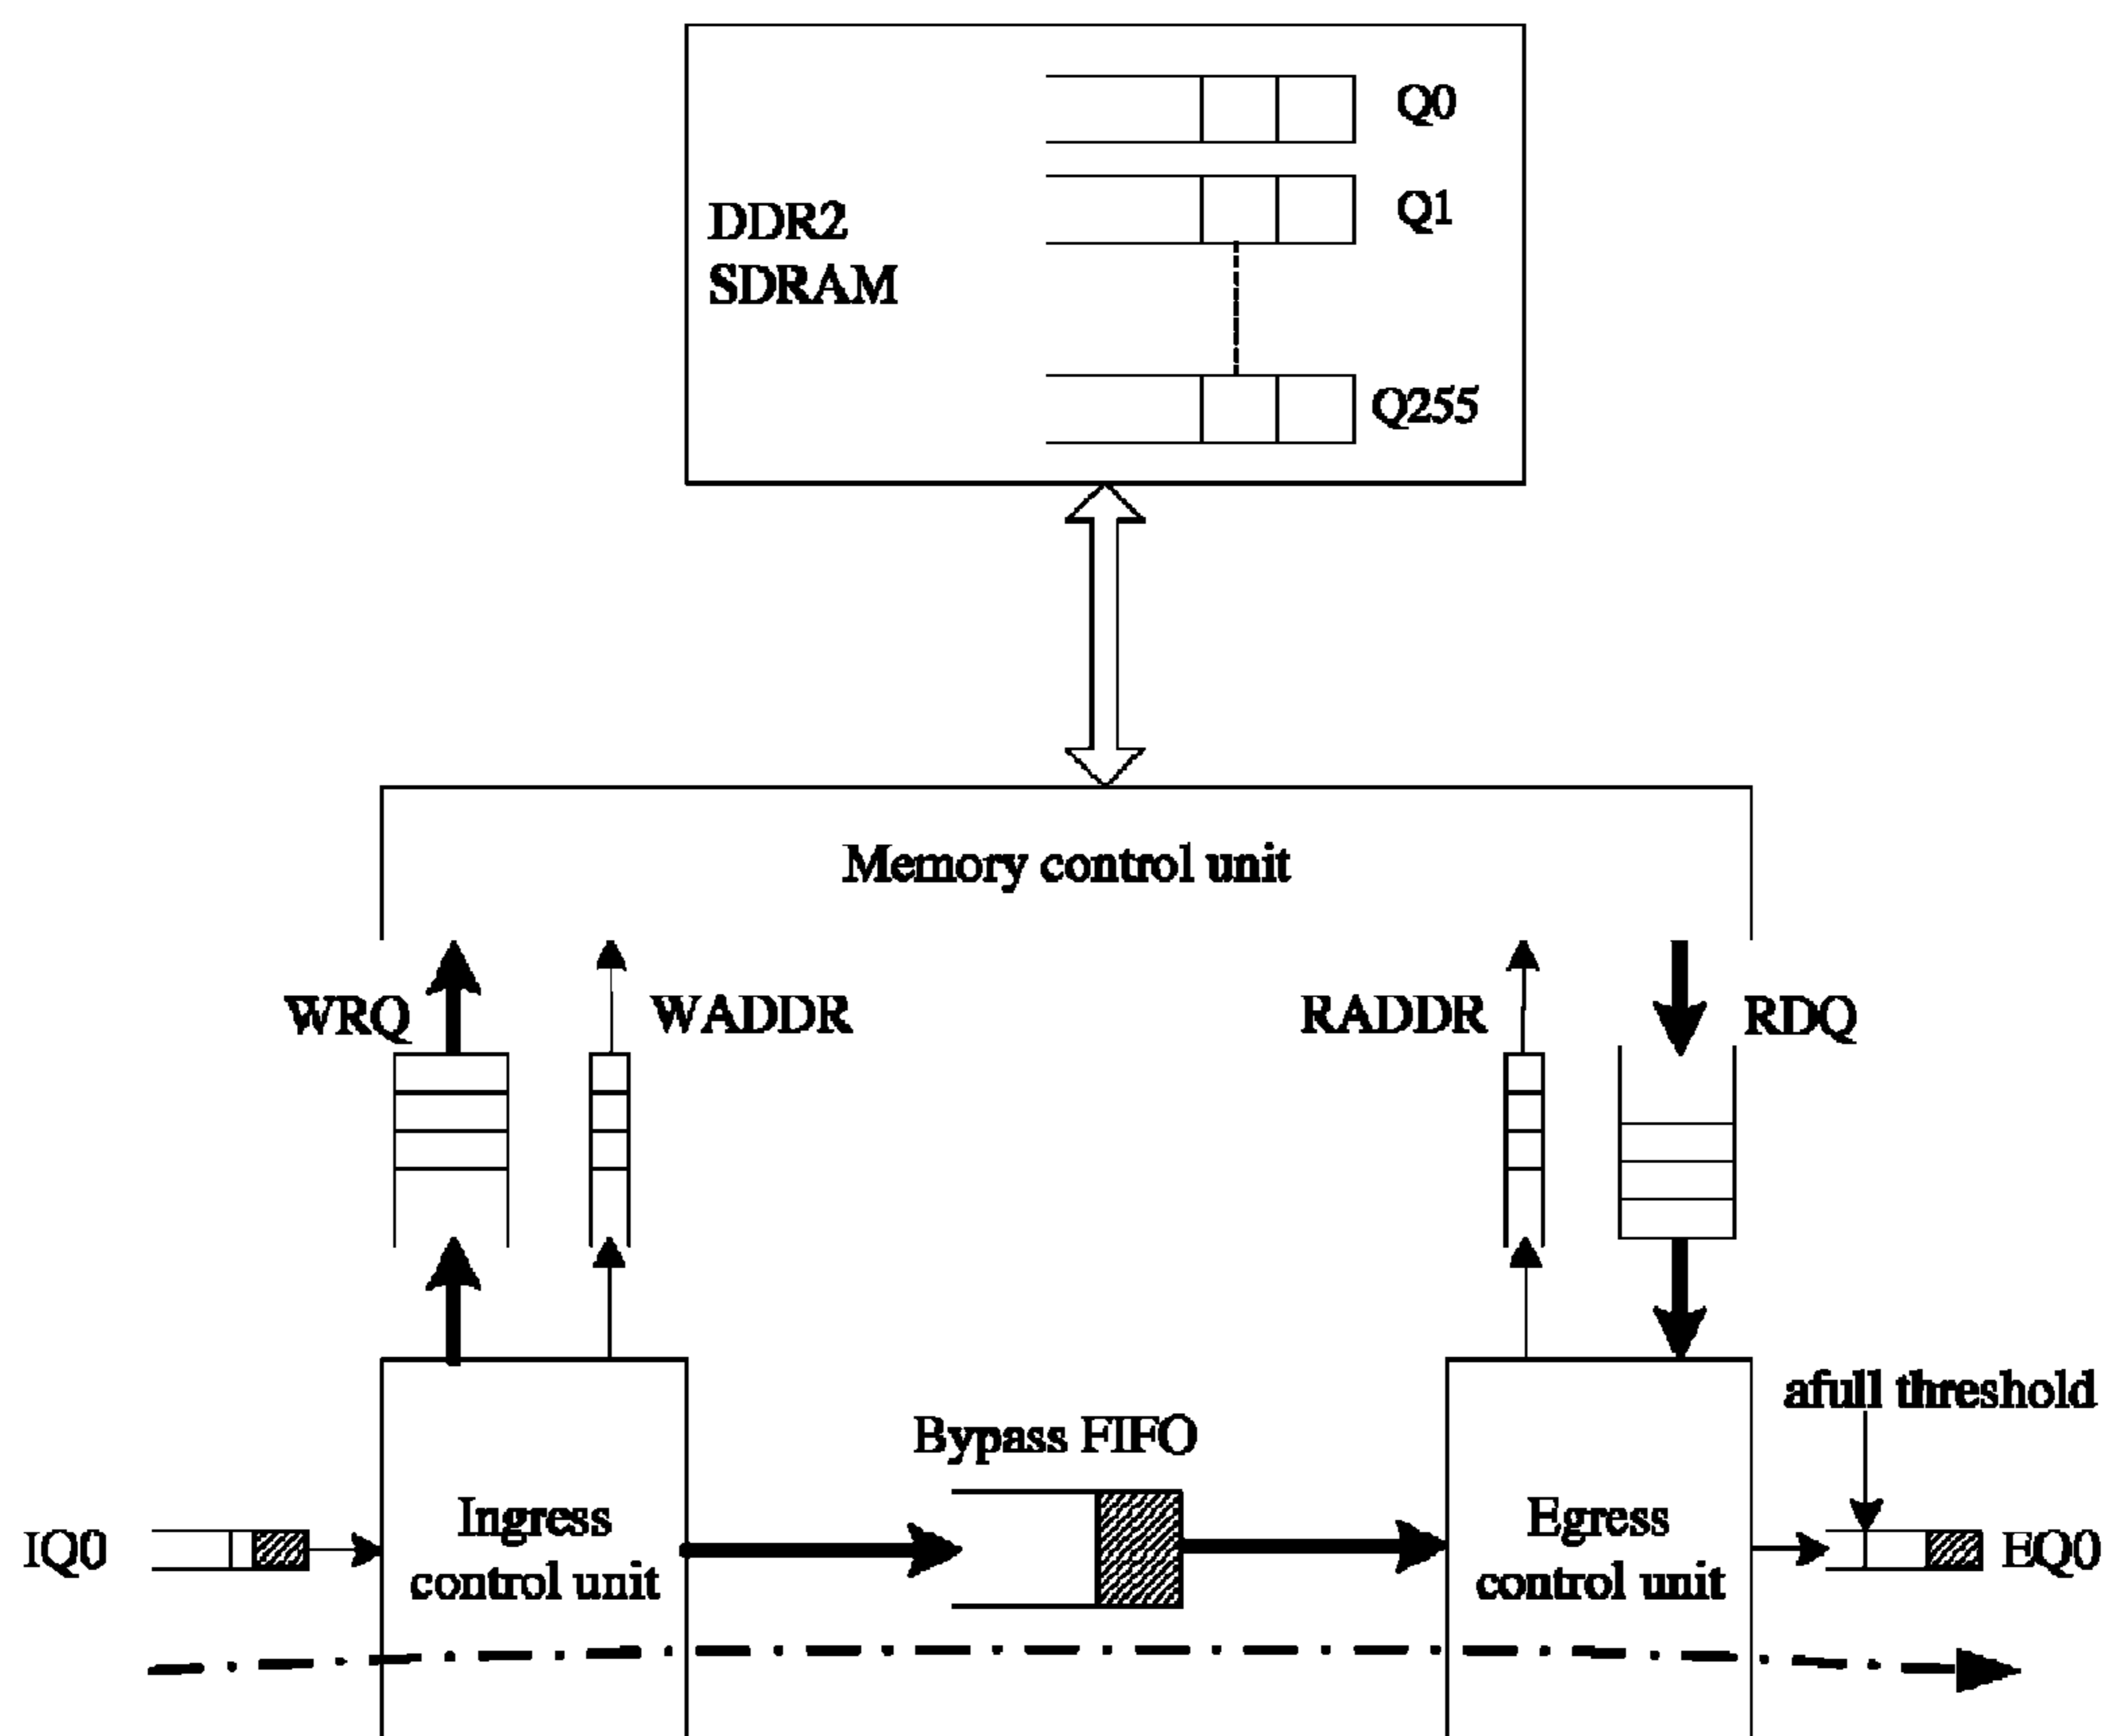 Q0
Q1
DDR2
SDRAM
Q255
Memory control unit
WRQ
WADDR
RADDR
RDQ
afull threshold
Bypass FIFO
IQ0
Ingress
control unit
Egress
control unit
EQ0